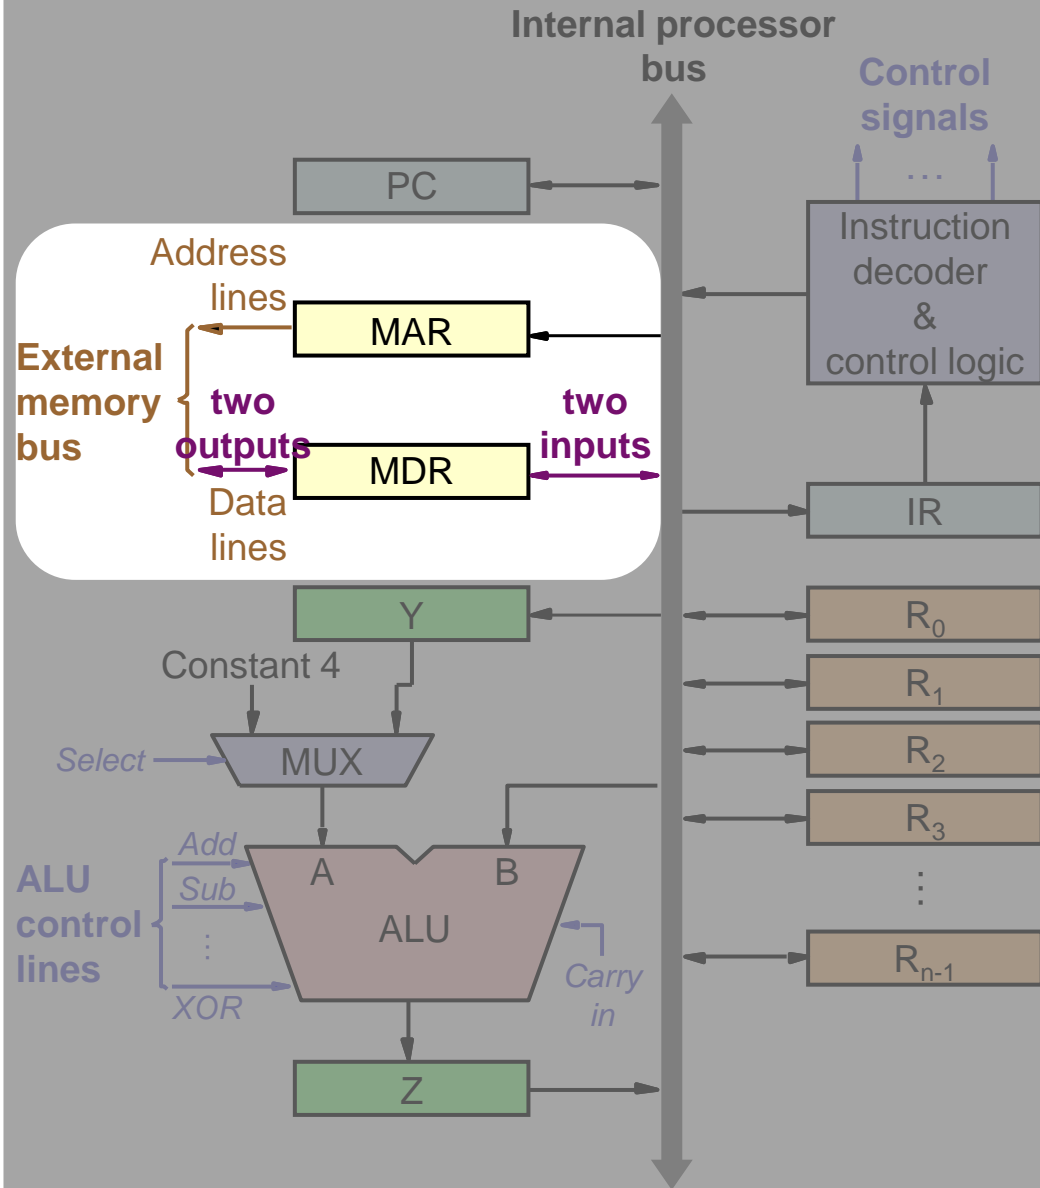 Internal processor
bus
Control
signals
...
PC
Instruction
decoder
&
control logic
Address
lines
MAR
External
memory
bus
two
outputs
two
inputs
MDR
Data
lines
IR
Y
R0
Constant 4
R1
Select
MUX
R2
R3
Add
A
B
ALU
control
lines
Sub
...
ALU
...
XOR
Carry
in
Rn-1
Z